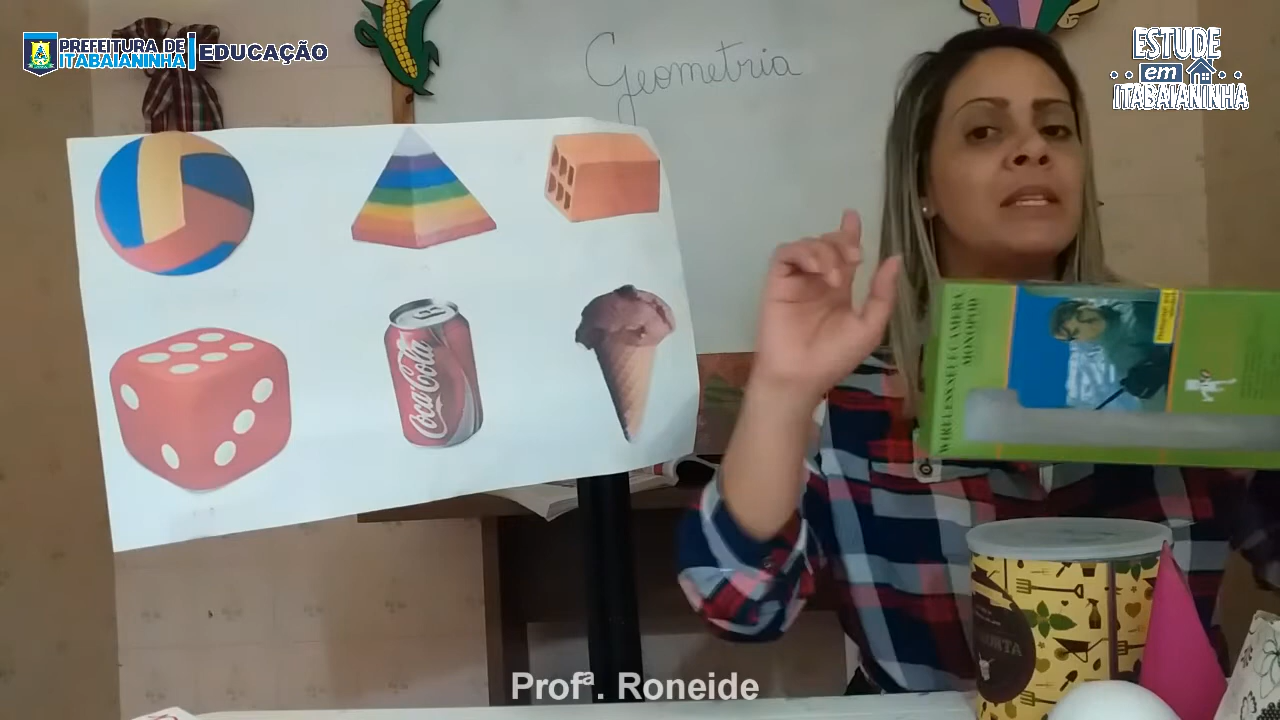 PREFEITURA DE
ITABAIANINHA
EDUCAÇÃO
ESTUDE
em
ITABAIANINHA
Geometria
Coca-Cola
WIRELESS SELF CAMERA
MONOPOD
Profª. Roneide